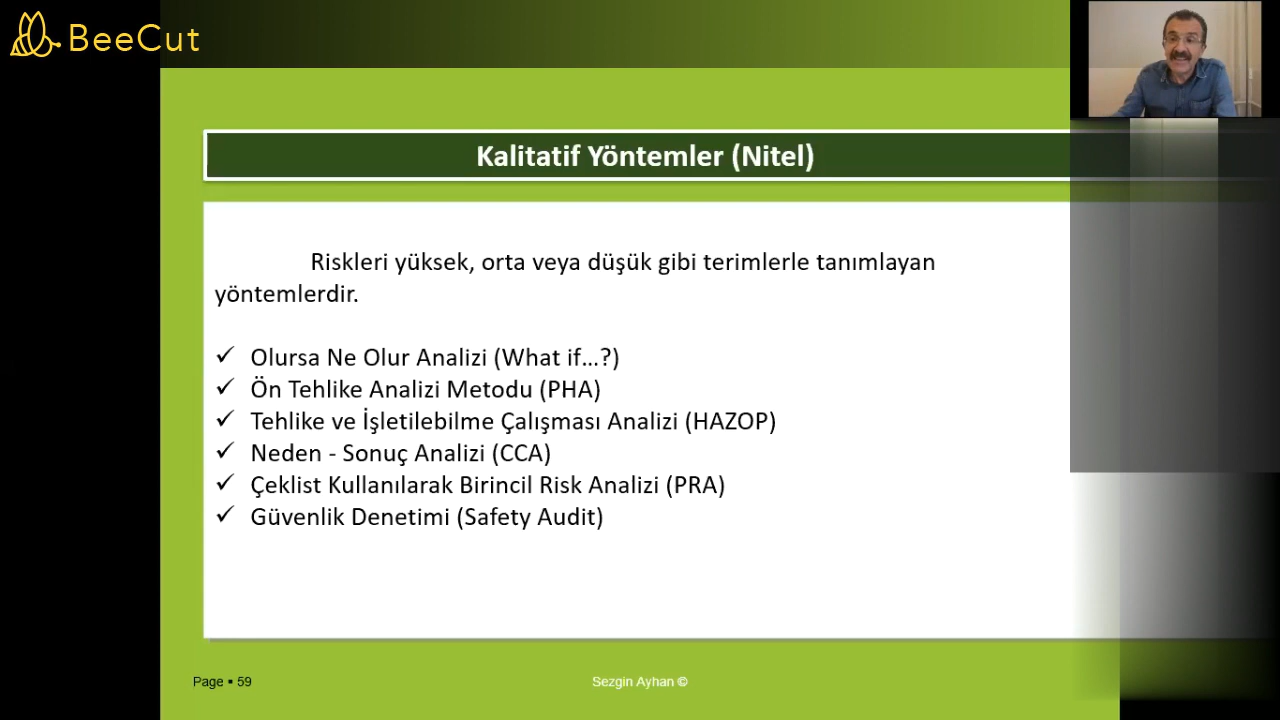 BeeCut
Kalitatif Yöntemler (Nitel)
Riskleri yüksek, orta veya düşük gibi terimlerle tanımlayan
yöntemlerdir.
✓ Olursa Ne Olur Analizi (What if…?)
✓ Ön Tehlike Analizi Metodu (PHA)
✓ Tehlike ve İşletilebilme Çalışması Analizi (HAZOP)
✓ Neden - Sonuç Analizi (CCA)
✓ Çeklist Kullanılarak Birincil Risk Analizi (PRA)
✓ Güvenlik Denetimi (Safety Audit)
Page ▪ 59
Sezgin Ayhan ©